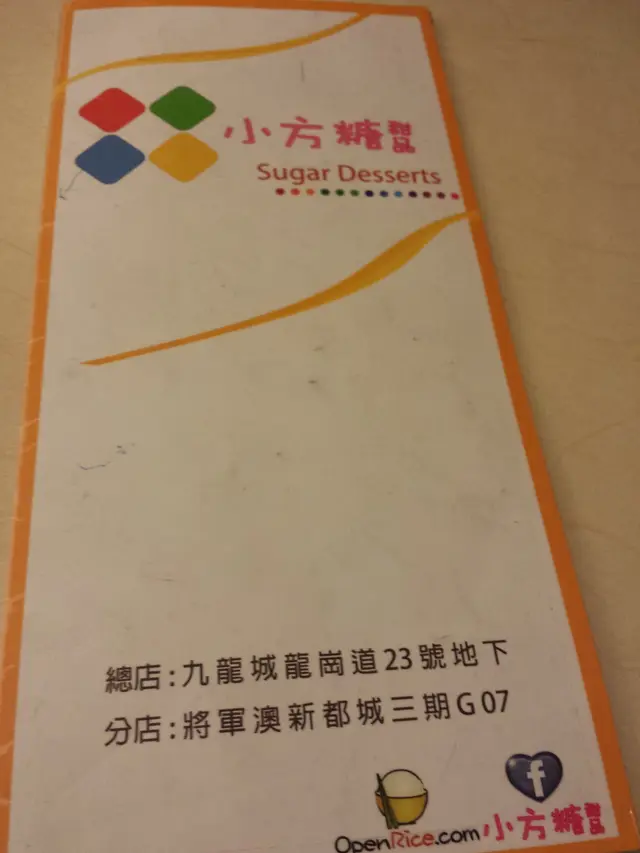 小方糖甜品
Sugar Desserts
總店：九龍城龍崗道23號地下
分店：將軍澳新都城三期G07
f
OpenRice.com 小方糖甜品